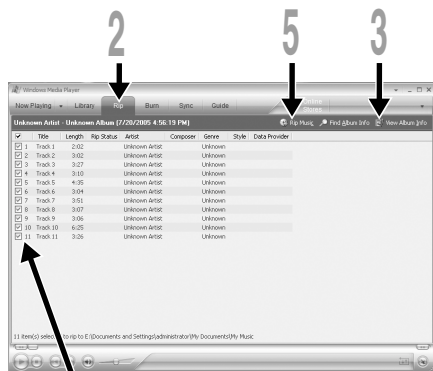 2 5 3
Windows Media Player
Now Playing Library Rip Burn Sync Guide Online Stores
Unknown Artist - Unknown Album (7/20/2005 4:56:19 PM) Rip Music Find Album Info View Album Info
Title Length Rip Status Artist Composer Genre Style Data Provider
1 Track 1 2:02 Unknown Artist Unknown
2 Track 2 3:02 Unknown Artist Unknown
3 Track 3 3:27 Unknown Artist Unknown
4 Track 4 3:10 Unknown Artist Unknown
5 Track 5 4:35 Unknown Artist Unknown
6 Track 6 3:04 Unknown Artist Unknown
7 Track 7 3:51 Unknown Artist Unknown
8 Track 8 3:07 Unknown Artist Unknown
9 Track 9 3:06 Unknown Artist Unknown
10 Track 10 6:25 Unknown Artist Unknown
11 Track 11 3:26 Unknown Artist Unknown
11 item(s) selec to rip to E:\Documents and Settings\administrator\My Documents\My Music